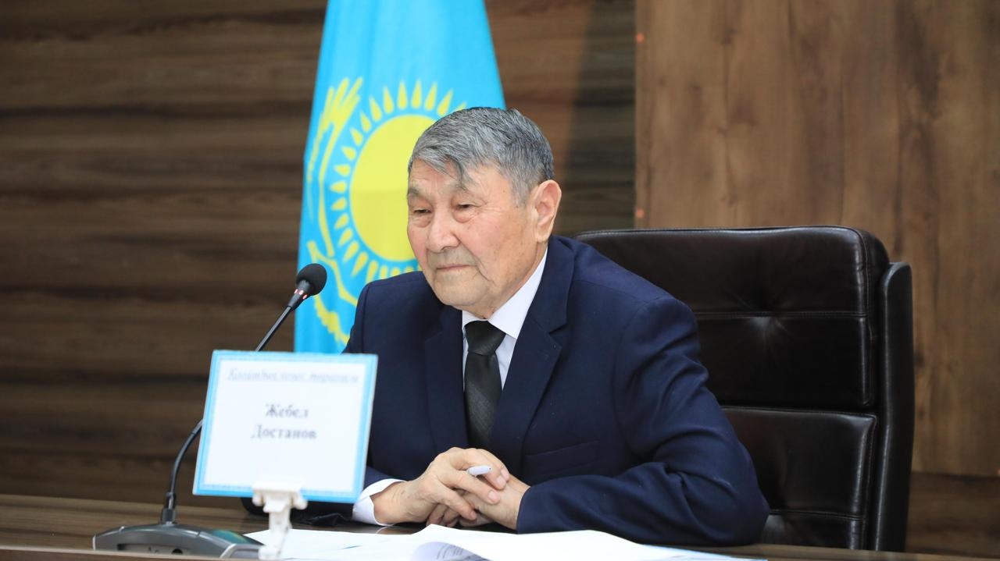 Қоғамдық кеңес төрағасы
Жебел
Достанов